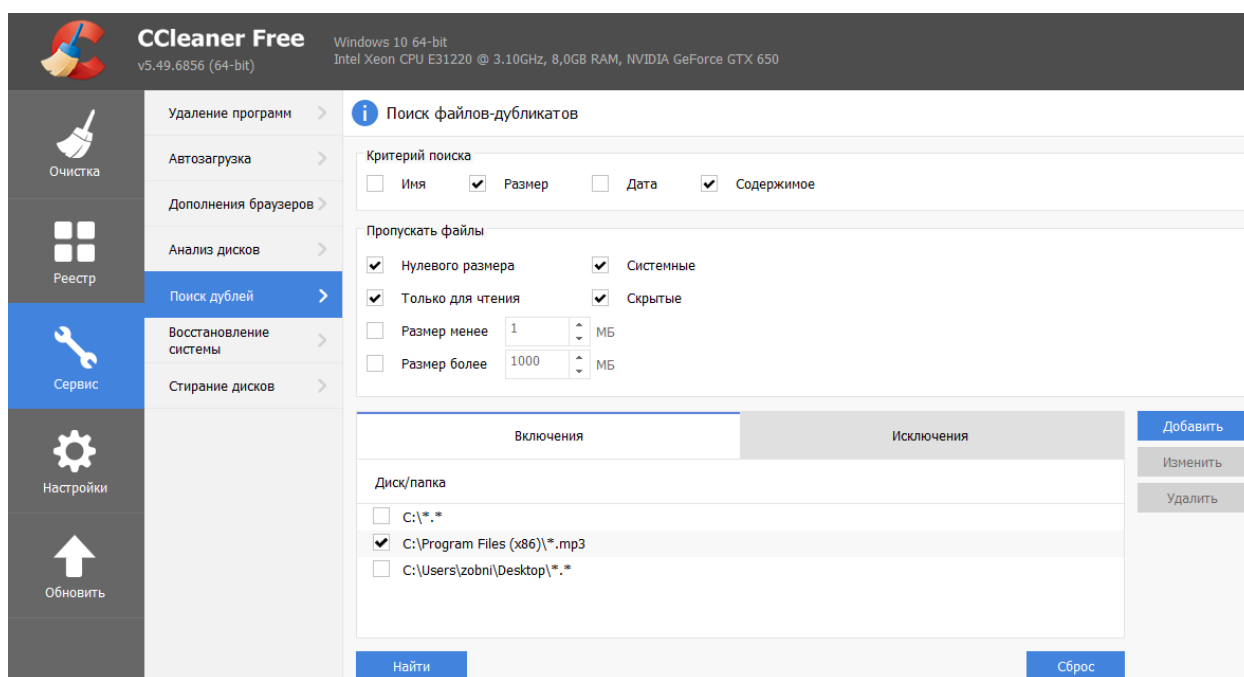 CCleaner Free
v5.49.6856 (64-bit)
Windows 10 64-bit
Intel Xeon CPU E31220 @ 3.10GHz, 8,0GB RAM, NVIDIA GeForce GTX 650
Очистка
Реестр
Сервис
Настройки
Обновить
Удаление программ
Автозагрузка
Дополнения браузеров
Анализ дисков
Поиск дублей
Восстановление
системы
Стирание дисков
Поиск файлов-дубликатов
Критерий поиска
Имя Размер Дата Содержимое
Пропускать файлы
Нулевого размера Системные
Только для чтения Скрытые
Размер менее 1 МБ
Размер более 1000 МБ
Включения Исключения
Диск/папка
C:\*.*
C:\Program Files (x86)\*.mp3
C:\Users\zobni\Desktop\*.*
Добавить
Изменить
Удалить
Найти Сброс